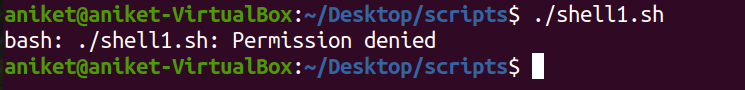 aniket@aniket-VirtualBox:~/Desktop/scripts$ ./shell1.sh
bash: ./shell1.sh: Permission denied
aniket@aniket-VirtualBox:~/Desktop/scripts$